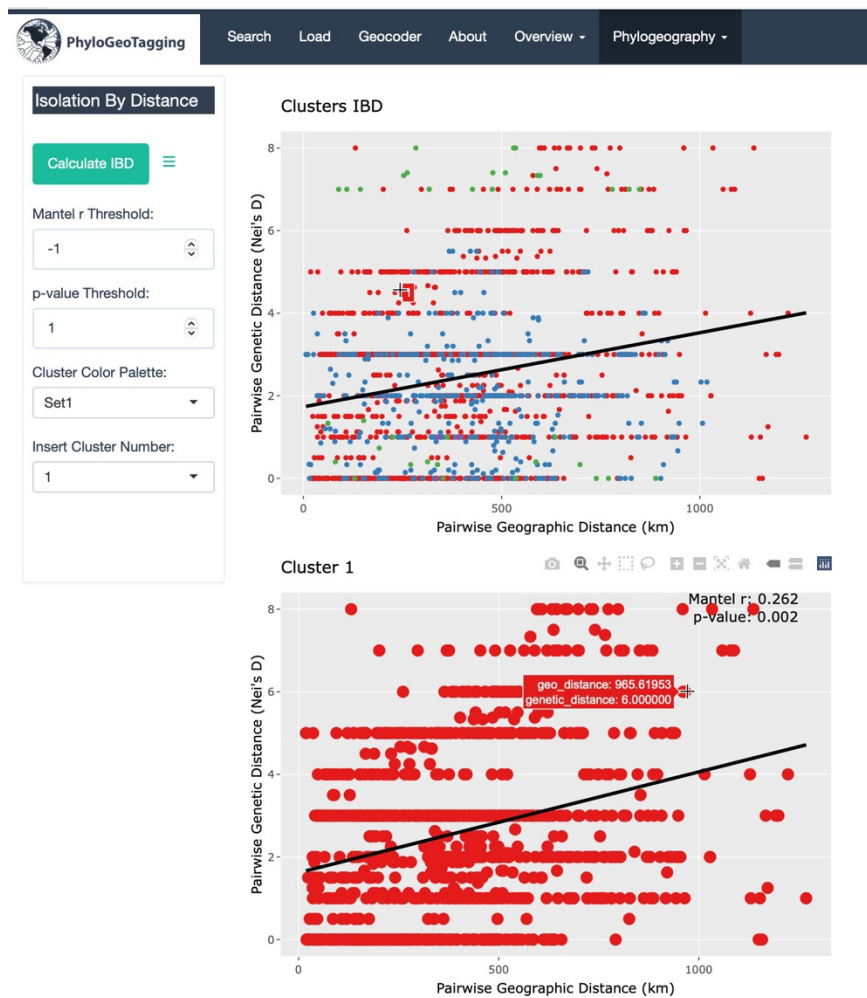 PhyloGeoTagging
Search Load Geocoder About Overview Phylogeography
Isolation By Distance
Calculate IBD
Mantel r Threshold:
-1
p-value Threshold:
1
Cluster Color Palette:
Set1
Insert Cluster Number:
1
Clusters IBD
8
6
4
2
0
Pairwise Genetic Distance (Nei's D)
0 500 1000
Pairwise Geographic Distance (km)
Cluster 1
Mantel r: 0.262
p-value: 0.002
geo_distance: 965.61953
genetic_distance: 6.000000
8
6
4
2
0
Pairwise Genetic Distance (Nei's D)
0 500 1000
Pairwise Geographic Distance (km)